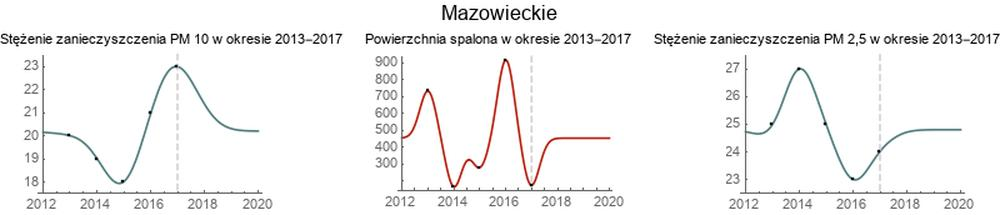 Mazowieckie
Stężenie zanieczyszczenia PM 10 w okresie 2013–2017
23
22
21
20
19
18
2012 2014 2016 2018 2020
Powierzchnia spalona w okresie 2013–2017
900
800
700
600
500
400
300
2012 2014 2016 2018 2020
Stężenie zanieczyszczenia PM 2,5 w okresie 2013–2017
27
26
25
24
23
2012 2014 2016 2018 2020